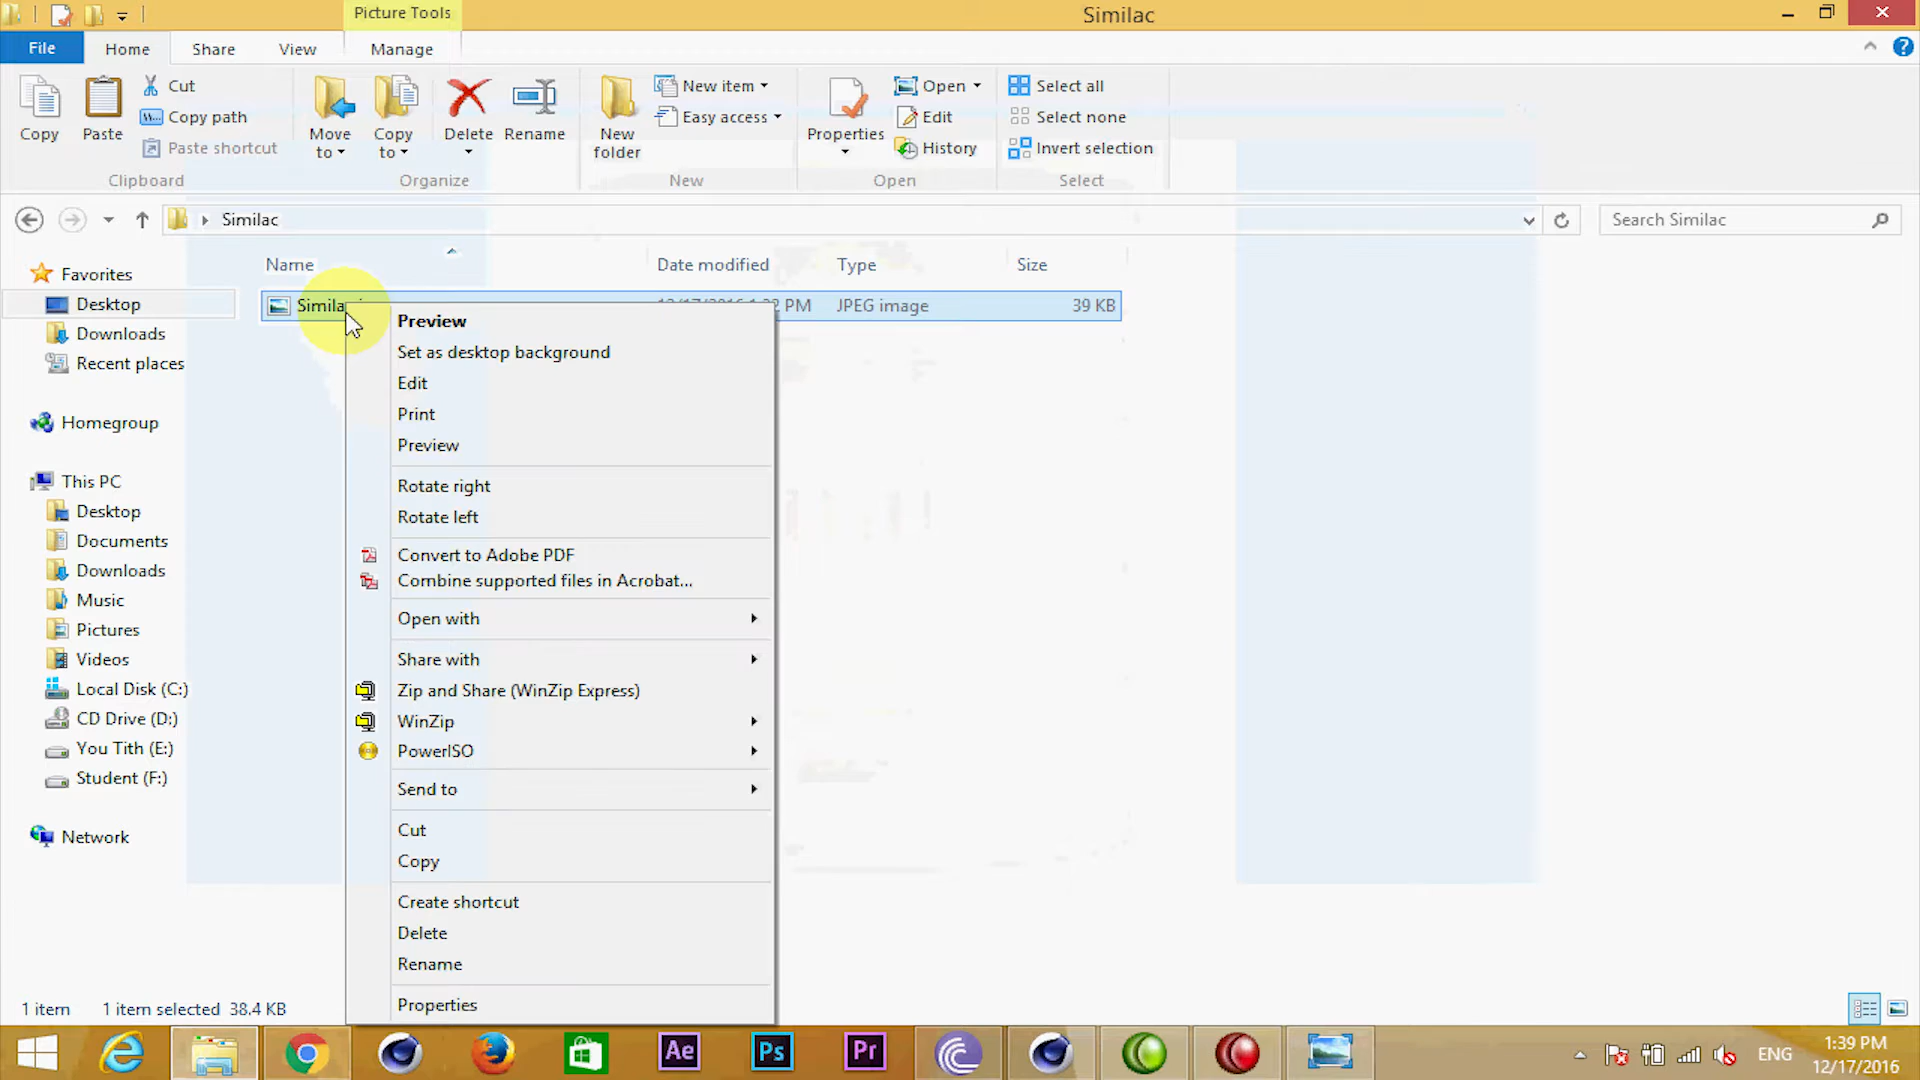 Picture Tools
Similac
File
Home
Share
View
Manage
Copy
Paste
Cut
Copy path
Paste shortcut
Clipboard
Move to
Copy to
Delete
Rename
Organize
New folder
New item
Easy access
New
Properties
Open
Edit
History
Open
Select all
Select none
Invert selection
Select
Similac
Search Similac
Name
Date modified
Type
Size
PM
JPEG image
39 KB
Favorites
Desktop
Downloads
Recent places
Homegroup
This PC
Desktop
Documents
Downloads
Music
Pictures
Videos
Local Disk (C:)
CD Drive (D:)
You Tith (E:)
Student (F:)
Network
Preview
Set as desktop background
Edit
Print
Preview
Rotate right
Rotate left
Convert to Adobe PDF
Combine supported files in Acrobat...
Open with
Share with
Zip and Share (WinZip Express)
WinZip
PowerISO
Send to
Cut
Copy
Create shortcut
Delete
Rename
Properties
1 item
1 item selected 38.4 KB
Ae
Ps
Pr
ENG
1:39 PM
12/17/2016